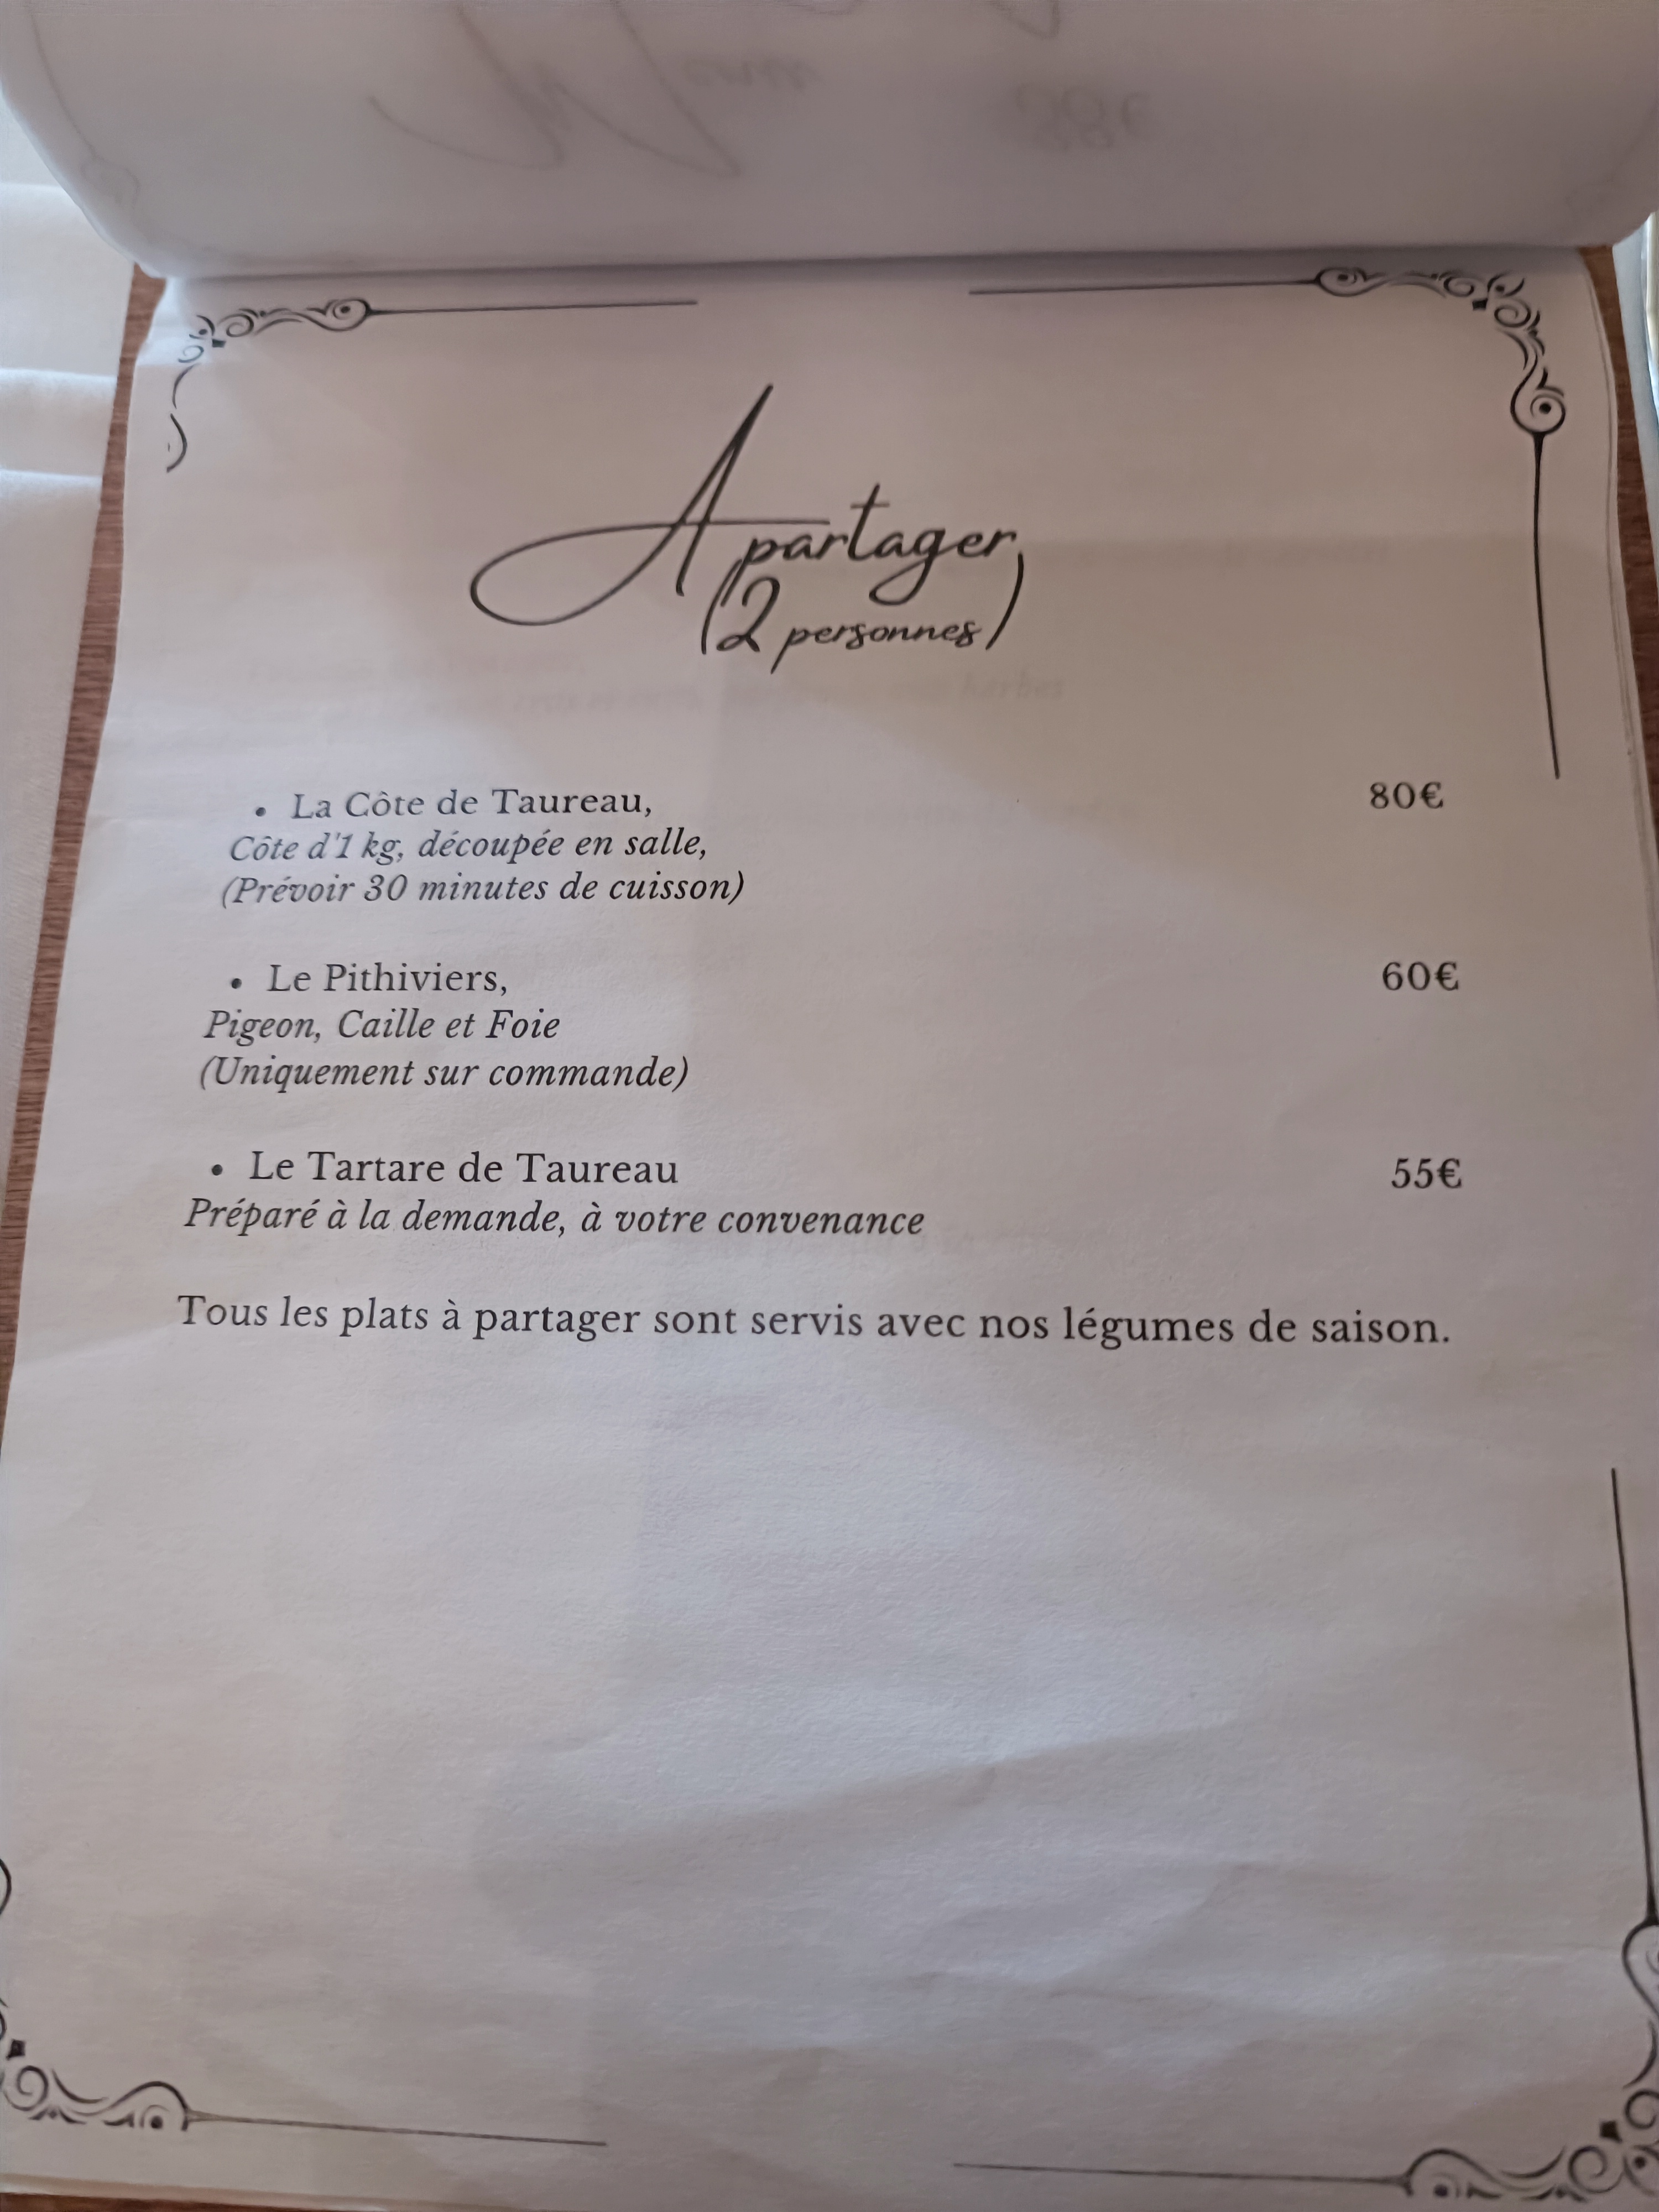 A partager
(2 personnes)
• La Côte de Taureau, 80€
Côte d'1 kg, découpée en salle,
(Prévoir 30 minutes de cuisson)
• Le Pithiviers, 60€
Pigeon, Caille et Foie
(Uniquement sur commande)
• Le Tartare de Taureau 55€
Préparé à la demande, à votre convenance
Tous les plats à partager sont servis avec nos légumes de saison.